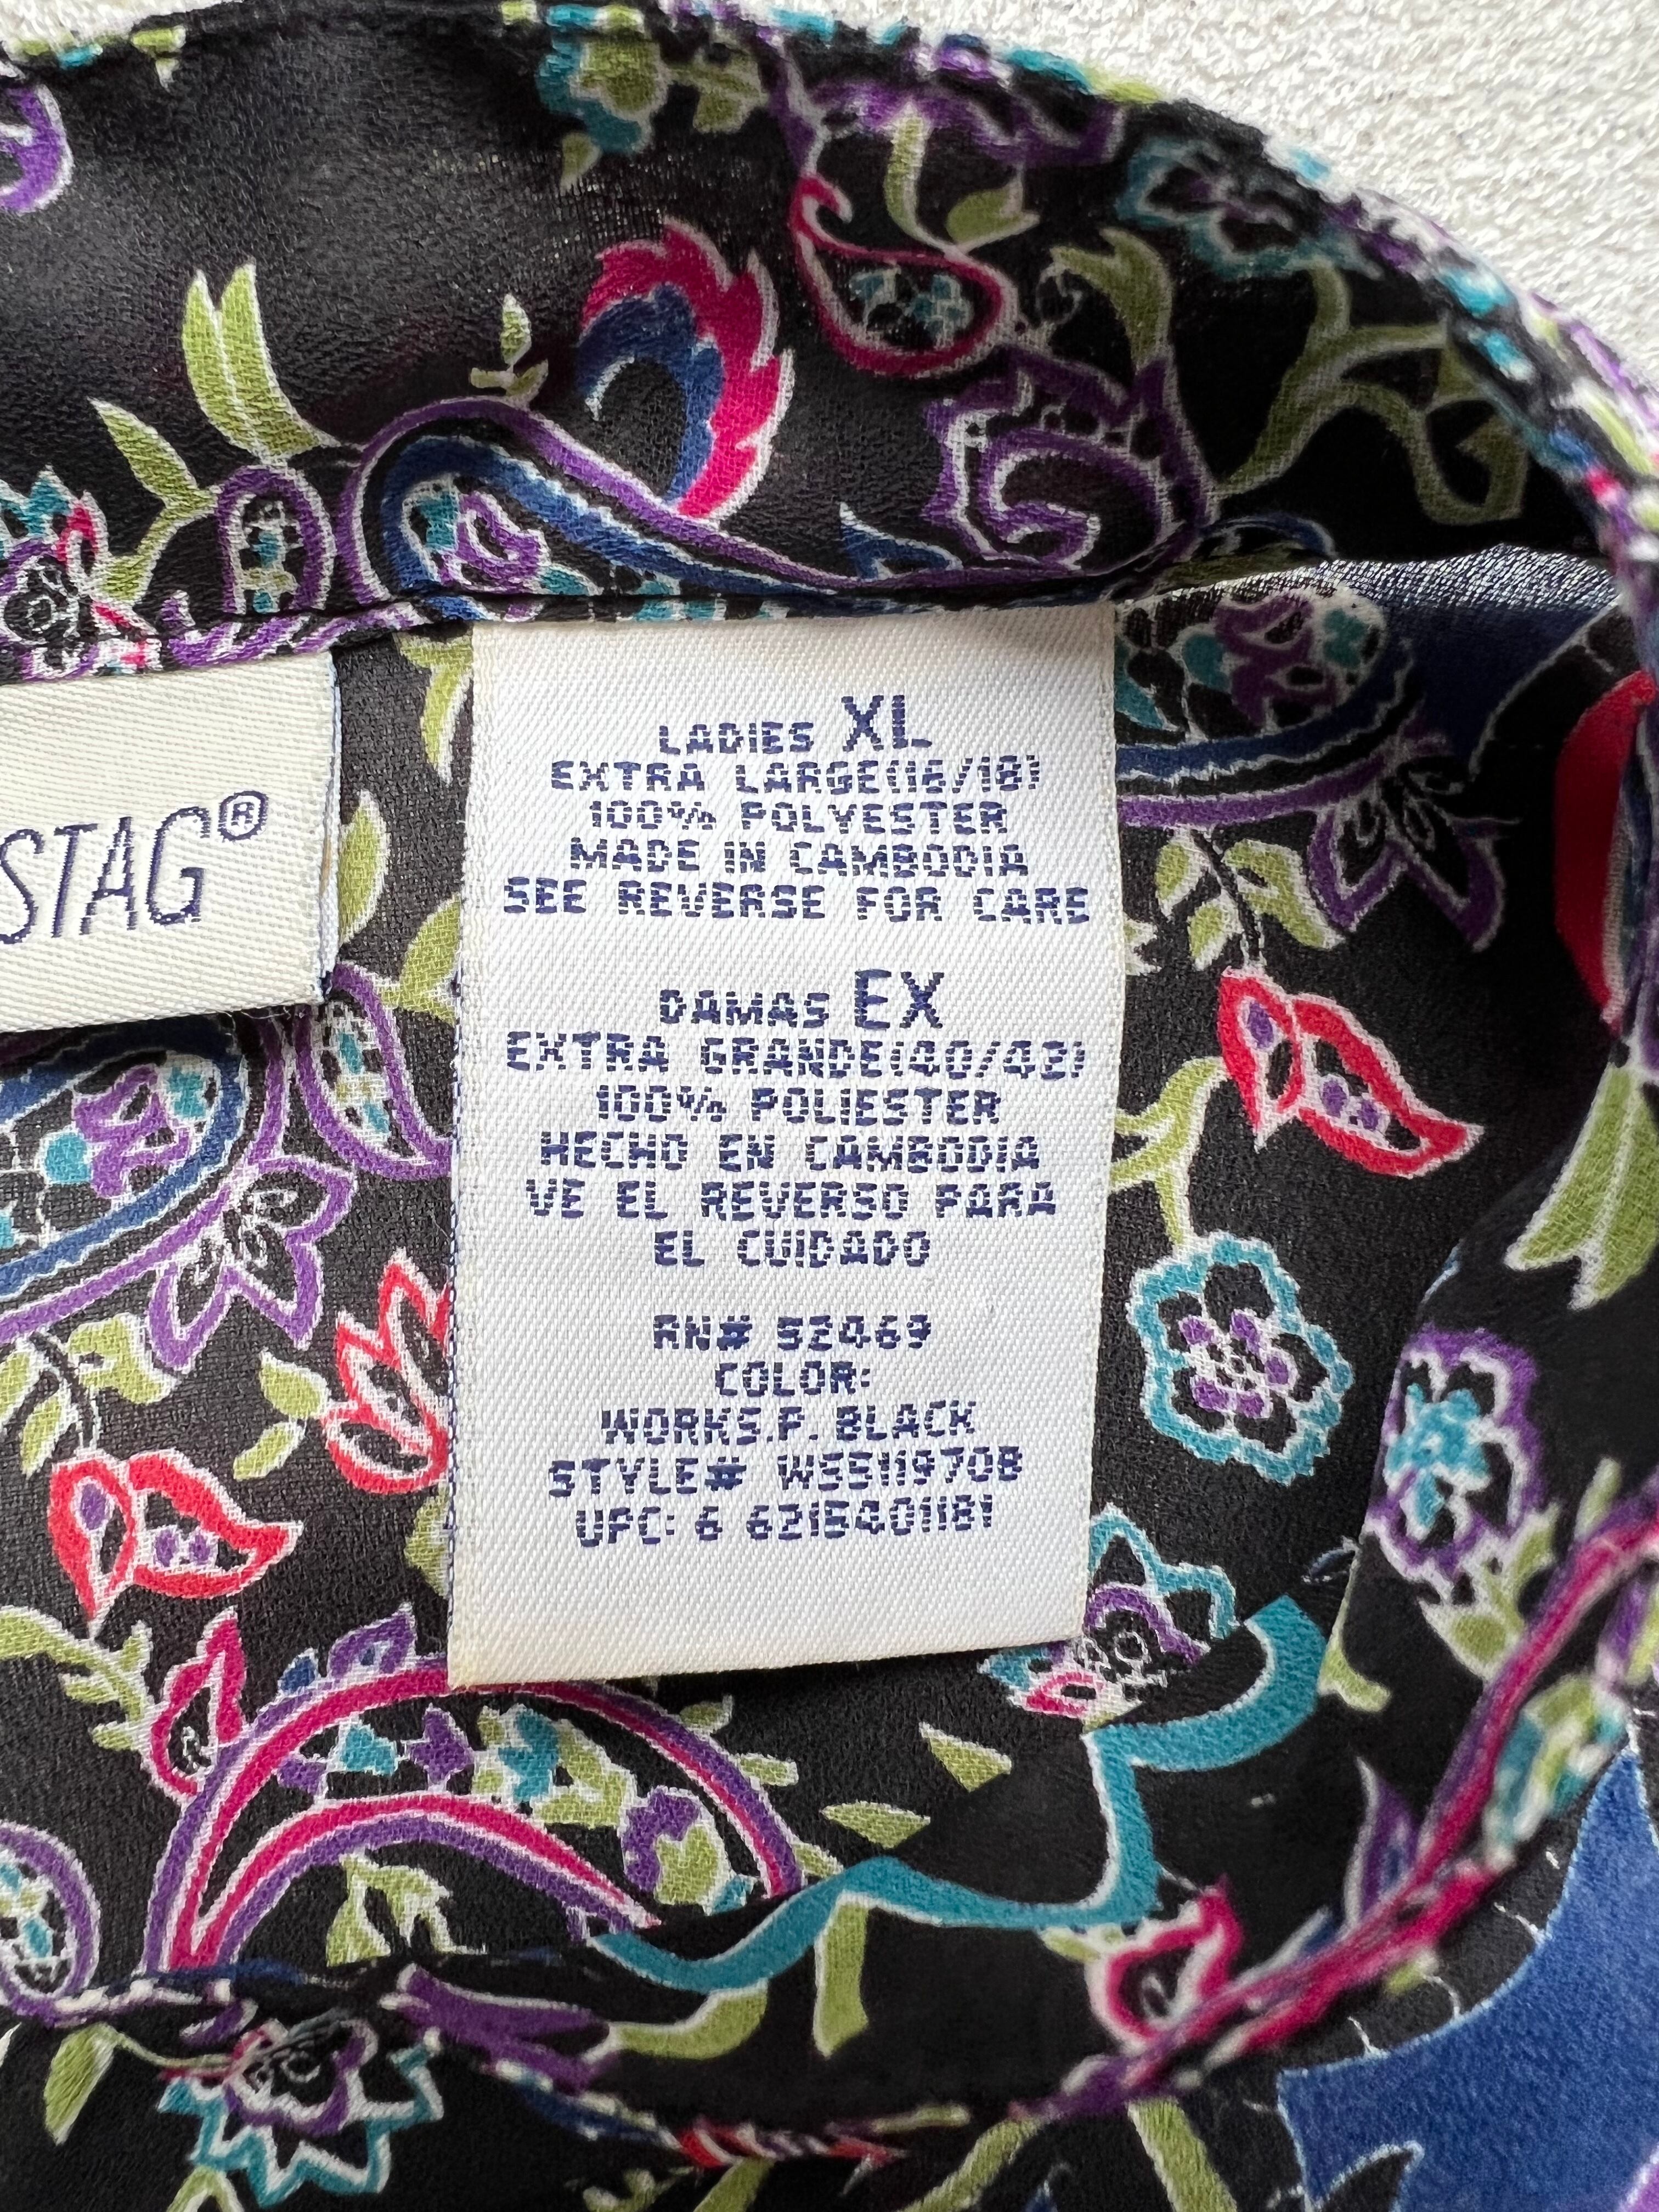 STAG®
LADIES XL
EXTRA LARGE(16/18)
100% POLYESTER
MADE IN CAMBODIA
SEE REVERSE FOR CARE
DAMAS EX
EXTRA GRANDE(40/42)
100% POLIESTER
HECHO EN CAMBODIA
VE EL REVERSO PARA
EL CUIDADO
RN# 52469
COLOR:
WORKS.P. BLACK
STYLE# WSS11970B
UPC: 6 6215401181